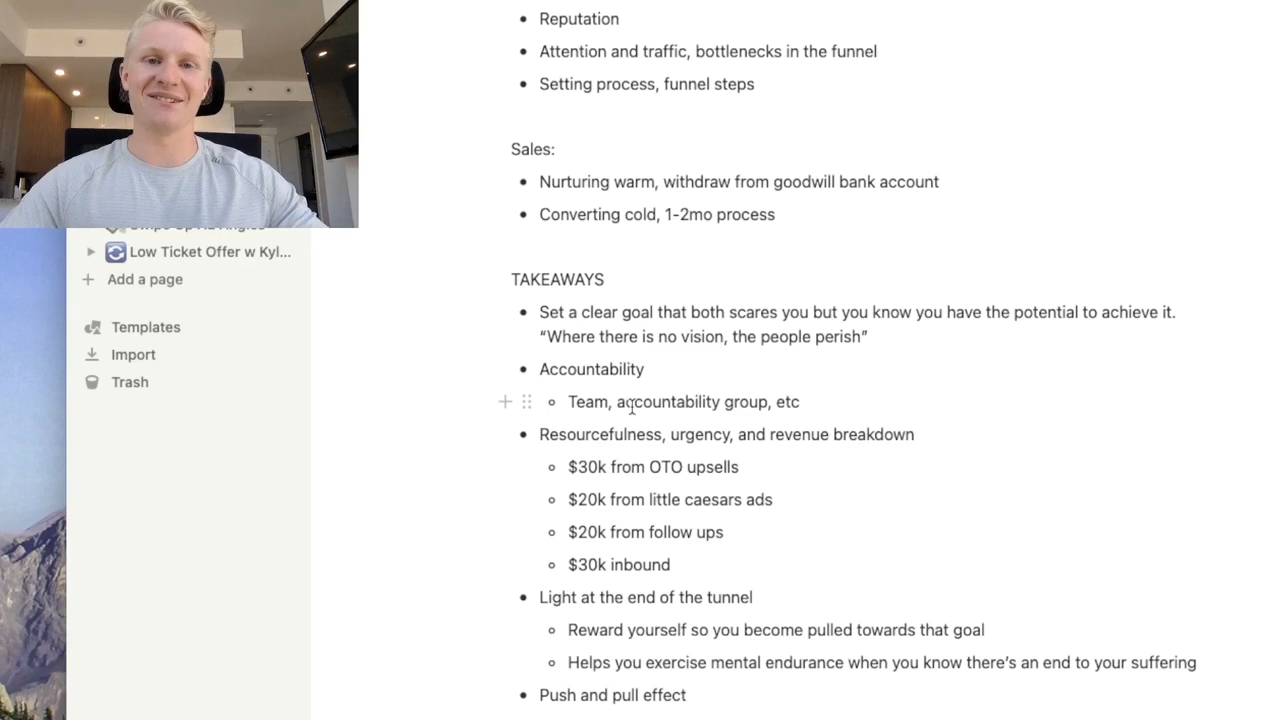 Reputation
Attention and traffic, bottlenecks in the funnel
Setting process, funnel steps
Sales:
Nurturing warm, withdraw from goodwill bank account
Converting cold, 1-2mo process
Low Ticket Offer w Kyl...
Add a page
Templates
Import
Trash
TAKEAWAYS
Set a clear goal that both scares you but you know you have the potential to achieve it.
“Where there is no vision, the people perish”
Accountability
Team, accountability group, etc
Resourcefulness, urgency, and revenue breakdown
$30k from OTO upsells
$20k from little caesars ads
$20k from follow ups
$30k inbound
Light at the end of the tunnel
Reward yourself so you become pulled towards that goal
Helps you exercise mental endurance when you know there’s an end to your suffering
Push and pull effect